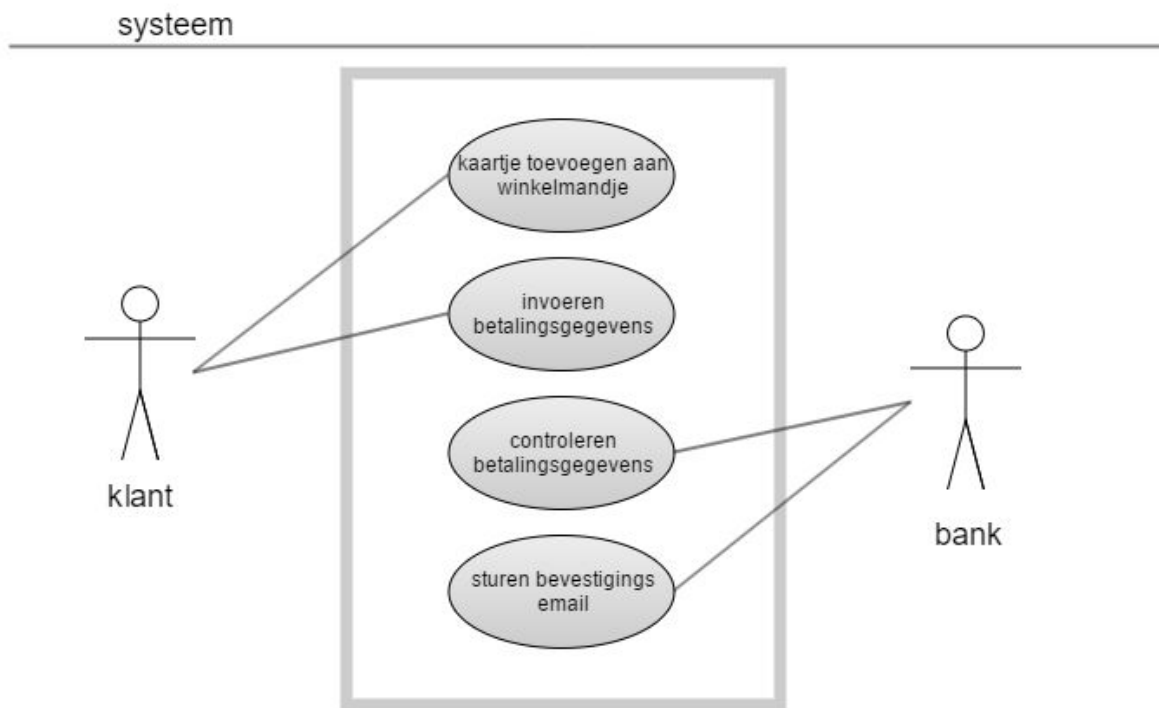 systeem
kaartje toevoegen aan
winkelmandje
invoeren
betalingsgegevens
controleren
betalingsgegevens
sturen bevestigings
email
klant
bank